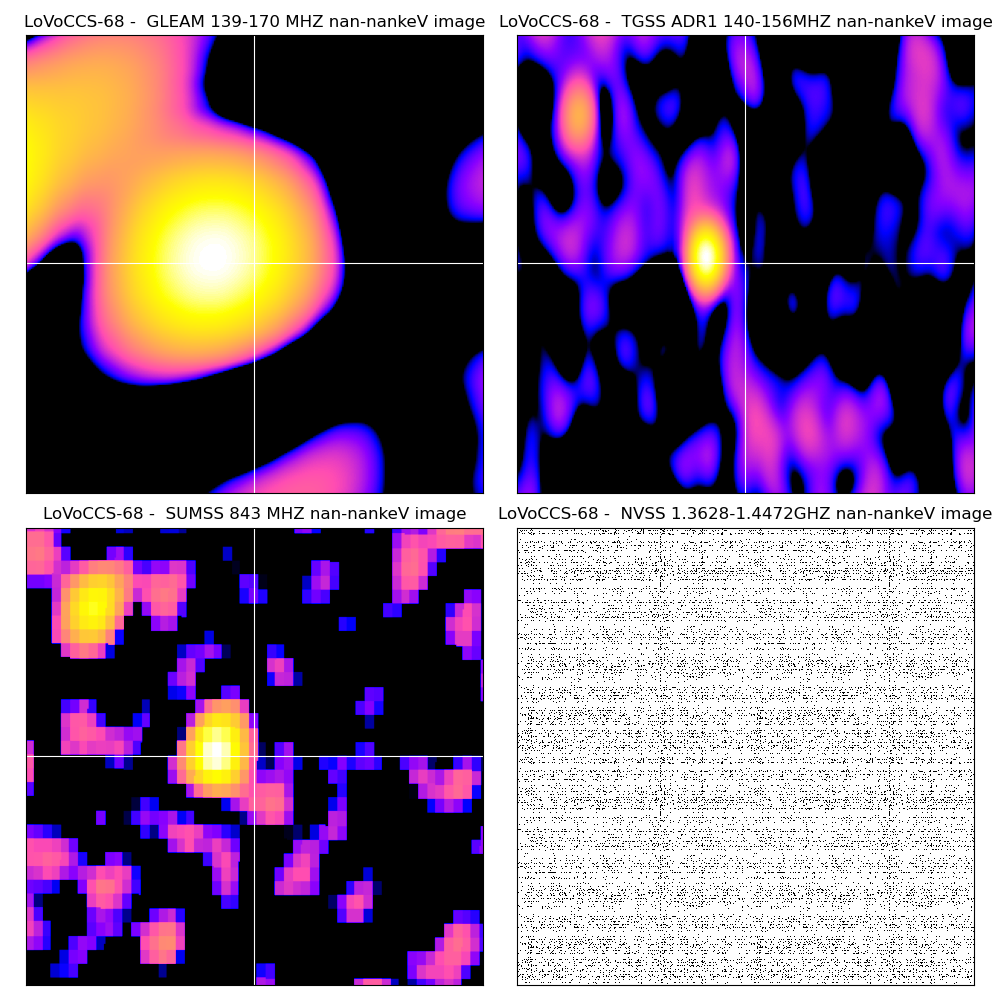 LoVoCCS-68 -  GLEAM 139-170 MHZ nan-nankeV image
LoVoCCS-68 -  TGSS ADR1 140-156MHZ nan-nankeV image
LoVoCCS-68 -  SUMSS 843 MHZ nan-nankeV image
LoVoCCS-68 -  NVSS 1.3628-1.4472GHZ nan-nankeV image